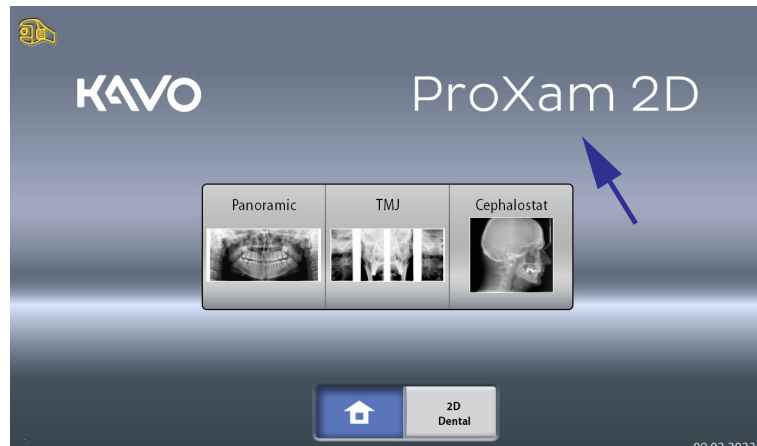 KAVO
ProXam 2D
Panoramic
TMJ
Cephalostat
2D
Dental